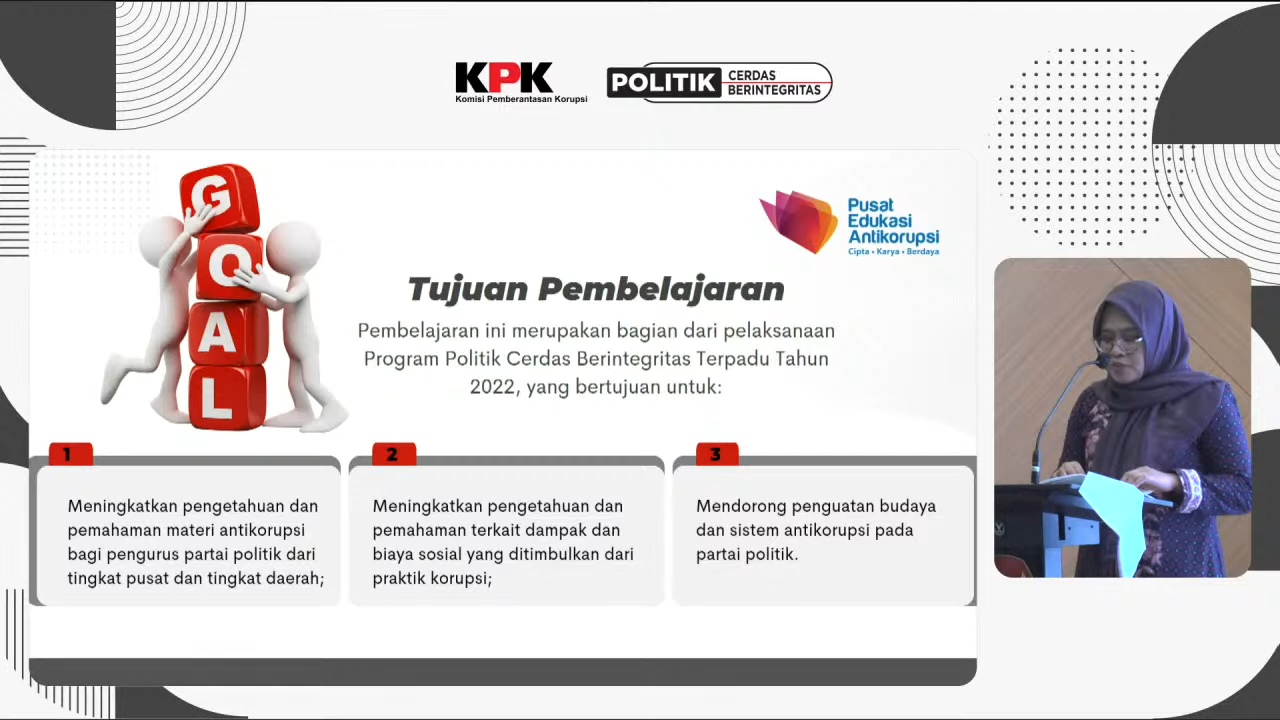 KPK
Komisi Pemberantasan Korupsi
POLITIK CERDAS
BERINTEGRITAS
G
O
A
L
Pusat
Edukasi
Antikorupsi
Cipta • Karya • Berdaya
Tujuan Pembelajaran
Pembelajaran ini merupakan bagian dari pelaksanaan
Program Politik Cerdas Berintegritas Terpadu Tahun
2022, yang bertujuan untuk:
1
Meningkatkan pengetahuan dan
pemahaman materi antikorupsi
bagi pengurus partai politik dari
tingkat pusat dan tingkat daerah;
2
Meningkatkan pengetahuan dan
pemahaman terkait dampak dan
biaya sosial yang ditimbulkan dari
praktik korupsi;
3
Mendorong penguatan budaya
dan sistem antikorupsi pada
partai politik.